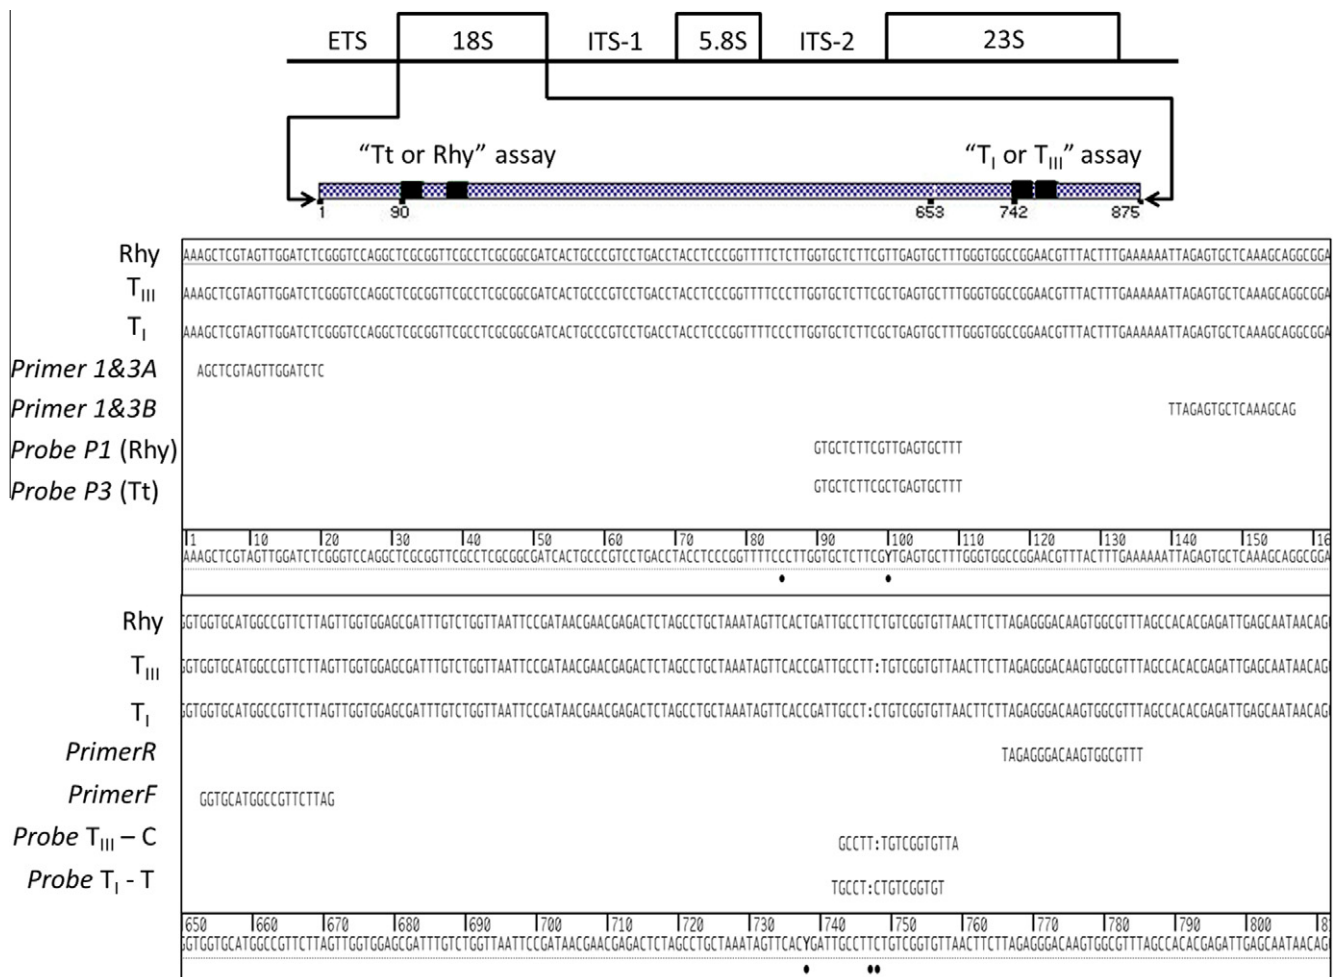 ETS 18S ITS-1 5.8S ITS-2 23S
“Tt or Rhy” assay “TI or TIII” assay
1 90 653 742 875
Rhy AAAGCTCGTAGTTGGATCTCGGGTCCAGGCTCGCGGTTCGCCTCGCGGCGATCACTGCCCGTCCTGACCTACCTCCCGGTTTTCTCTTGGTGCTCTTCGTTGAGTGCTTTGGGTGGCCGGAACGTTTACTTTGAAAAAATTAGAGTGCTCAAAGCAGGCGGA
TIII AAAGCTCGTAGTTGGATCTCGGGTCCAGGCTCGCGGTTCGCCTCGCGGCGATCACTGCCCGTCCTGACCTACCTCCCGGTTTTCCCTTGGTGCTCTTCGCTGAGTGCTTTGGGTGGCCGGAACGTTTACTTTGAAAAAATTAGAGTGCTCAAAGCAGGCGGA
TI AAAGCTCGTAGTTGGATCTCGGGTCCAGGCTCGCGGTTCGCCTCGCGGCGATCACTGCCCGTCCTGACCTACCTCCCGGTTTTCCCTTGGTGCTCTTCGCTGAGTGCTTTGGGTGGCCGGAACGTTTACTTTGAAAAAATTAGAGTGCTCAAAGCAGGCGGA
Primer 1&3A AGCTCGTAGTTGGATCTC
Primer 1&3B TTAGAGTGCTCAAAGCAG
Probe P1 (Rhy) GTGCTCTTCGTTGAGTGCTTT
Probe P3 (Tt) GTGCTCTTCGCTGAGTGCTTT
1 10 20 30 40 50 60 70 80 90 100 110 120 130 140 150 16
AAAGCTCGTAGTTGGATCTCGGGTCCAGGCTCGCGGTTCGCCTCGCGGCGATCACTGCCCGTCCTGACCTACCTCCCGGTTTTCCCTTGGTGCTCTTCGYTGAGTGCTTTGGGTGGCCGGAACGTTTACTTTGAAAAAATTAGAGTGCTCAAAGCAGGCGGA
Rhy GGTGGTGCATGGCCGTTCTTAGTTGGTGGAGCGATTTGTCTGGTTAATTCCGATAACGAACGAGACTCTAGCCTGCTAAATAGTTCACTGATTGCCTTCTGTCGGTGTTAACTTCTTAGAGGGACAAGTGGCGTTTAGCCACACGAGATTGAGCAATAACAG
TIII GGTGGTGCATGGCCGTTCTTAGTTGGTGGAGCGATTTGTCTGGTTAATTCCGATAACGAACGAGACTCTAGCCTGCTAAATAGTTCACCGATTGCCTT:TGTCGGTGTTAACTTCTTAGAGGGACAAGTGGCGTTTAGCCACACGAGATTGAGCAATAACAG
TI GGTGGTGCATGGCCGTTCTTAGTTGGTGGAGCGATTTGTCTGGTTAATTCCGATAACGAACGAGACTCTAGCCTGCTAAATAGTTCACCGATTGCCT:CTGTCGGTGTTAACTTCTTAGAGGGACAAGTGGCGTTTAGCCACACGAGATTGAGCAATAACAG
PrimerR TAGAGGGACAAGTGGCGTTT
PrimerF GGTGCATGGCCGTTCTTAG
Probe TIII – C GCCTT:TGTCGGTGTTA
Probe TI - T TGCCT:CTGTCGGTGT
650 660 670 680 690 700 710 720 730 740 750 760 770 780 790 800 81
GGTGGTGCATGGCCGTTCTTAGTTGGTGGAGCGATTTGTCTGGTTAATTCCGATAACGAACGAGACTCTAGCCTGCTAAATAGTTCACYGATTGCCTTCTGTCGGTGTTAACTTCTTAGAGGGACAAGTGGCGTTTAGCCACACGAGATTGAGCAATAACAG